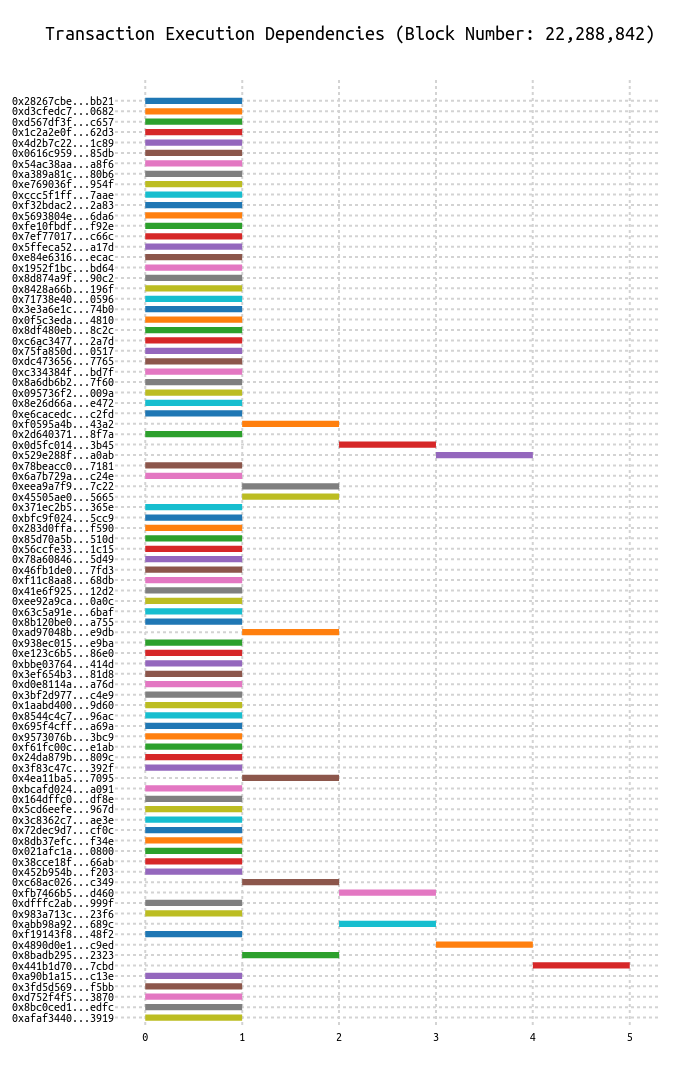 Transaction Execution Dependencies (Block Number: 22,288,842)
0x28267cbe...bb21
0xd3cfedc7...0682
0xd567df3f...c657
0x1c2a2e0f...62d3
0x4d2b7c22...1c89
0x0616c959...85db
0x54ac38aa...a8f6
0xa389a81c...80b6
0xe769036f...954f
0xccc5f1ff...7aae
0xf32bdac2...2a83
0x5693804e...6da6
0xfe10fbdf...f92e
0x7ef77017...c66c
0x5ffeca52...a17d
0xe84e6316...ecac
0x1952f1bc...bd64
0x8d874a9f...90c2
0x8428a66b...196f
0x71738e40...0596
0x3e3a6e1c...74b0
0x0f5c3eda...4810
0x8df480eb...8c2c
0xc6ac3477...2a7d
0x75fa850d...0517
0xdc473656...7765
0xc334384f...bd7f
0x8a6db6b2...7f60
0x095736f2...009a
0x8e26d66a...e472
0xe6cacedc...c2fd
0xf0595a4b...43a2
0x2d640371...8f7a
0x0d5fc014...3b45
0x529e288f...a0ab
0x78beacc0...7181
0x6a7b729a...c24e
0xeea9a7f9...7c22
0x45505ae0...5665
0x371ec2b5...365e
0xbfc9f024...5cc9
0x283d0ffa...f590
0x85d70a5b...510d
0x56ccfe33...1c15
0x78a60846...5d49
0x46fb1de0...7fd3
0xf11c8aa8...68db
0x41e6f925...12d2
0xee92a9ca...0a0c
0x63c5a91e...6baf
0x8b120be0...a755
0xad97048b...e9db
0x938ec015...e9ba
0xe123c6b5...86e0
0xbbe03764...414d
0x3ef654b3...81d8
0xd0e8114a...a76d
0x3bf2d977...c4e9
0x1aabd400...9d60
0x8544c4c7...96ac
0x695f4cff...a69a
0x9573076b...3bc9
0xf61fc00c...e1ab
0x24da879b...809c
0x3f83c47c...392f
0x4ea11ba5...7095
0xbcafd024...a091
0x164dffc0...df8e
0x5cd6eefe...967d
0x3c8362c7...ae3e
0x72dec9d7...cf0c
0x8db37efc...f34e
0x021afc1a...0800
0x38cce18f...66ab
0x452b954b...f203
0xc68ac026...c349
0xfb7466b5...d460
0xdfffc2ab...999f
0x983a713c...23f6
0xabb98a92...689c
0xf19143f8...48f2
0x4890d0e1...c9ed
0x8badb295...2323
0x441b1d70...7cbd
0xa90b1a15...c13e
0x3fd5d569...f5bb
0xd752f4f5...3870
0x8bc0ced1...edfc
0xafaf3440...3919
0 1 2 3 4 5